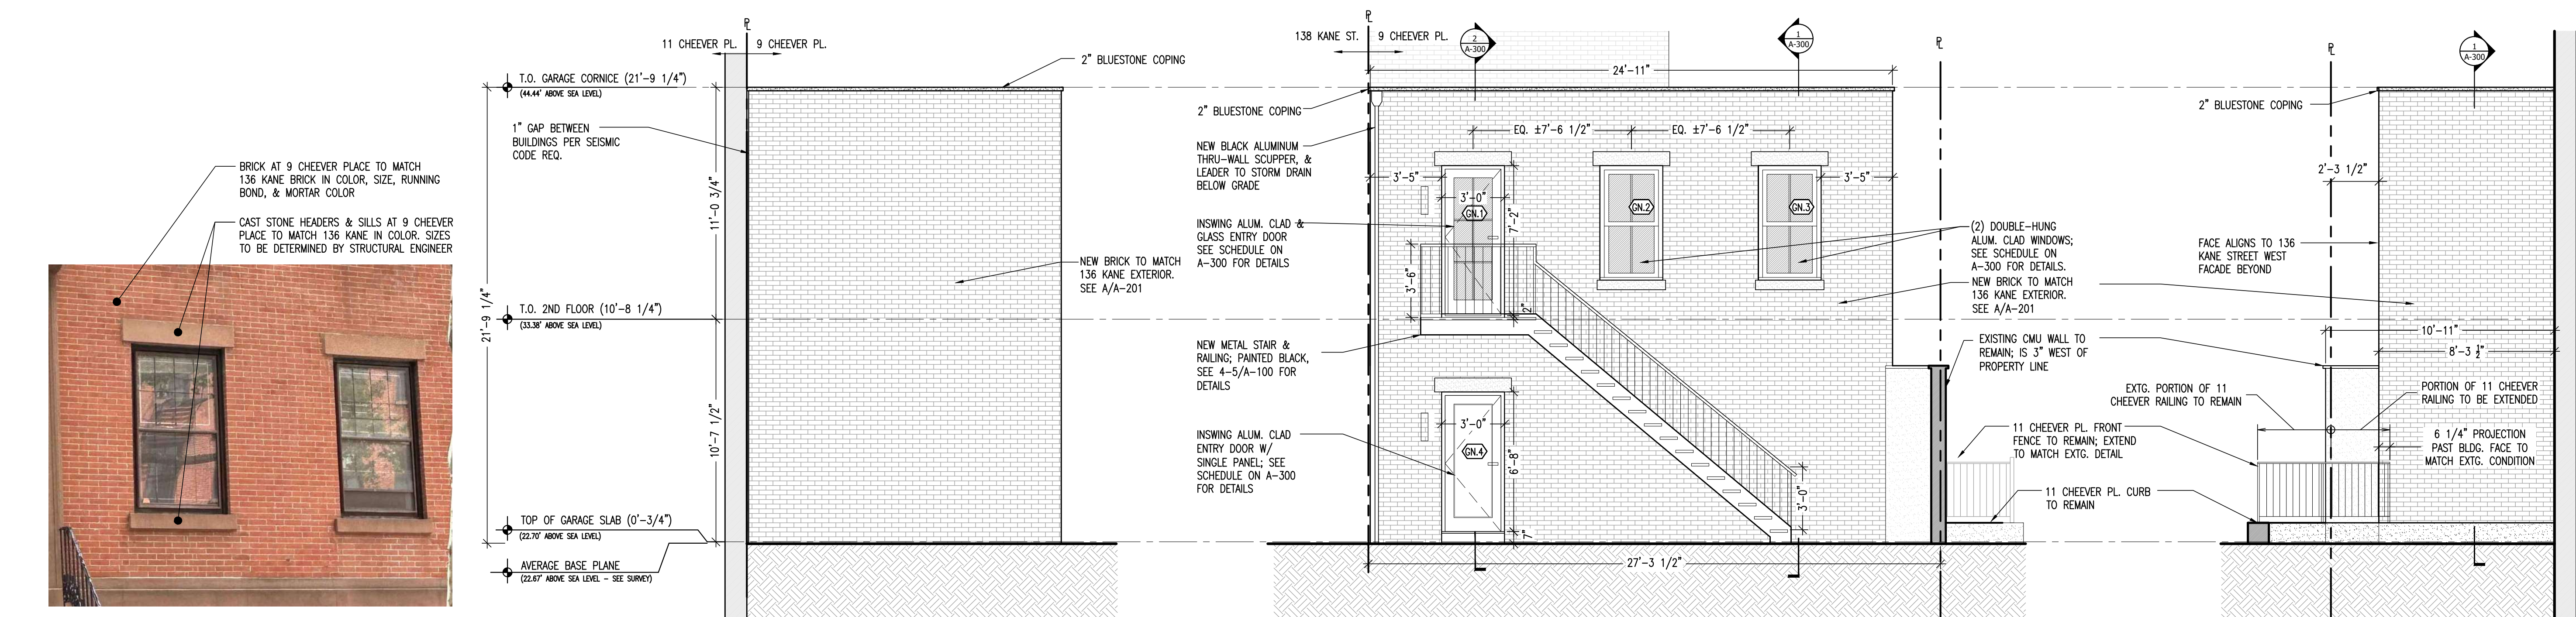 BRICK AT 9 CHEEVER PLACE TO MATCH
136 KANE BRICK IN COLOR, SIZE, RUNNING
BOND, & MORTAR COLOR
CAST STONE HEADERS & SILLS AT 9 CHEEVER
PLACE TO MATCH 136 KANE IN COLOR. SIZES
TO BE DETERMINED BY STRUCTURAL ENGINEER
PL
11 CHEEVER PL.
9 CHEEVER PL.
T.O. GARAGE CORNICE (21'-9 1/4")
(44.44' ABOVE SEA LEVEL)
2" BLUESTONE COPING
1" GAP BETWEEN
BUILDINGS PER SEISMIC
CODE REQ.
11'-0 3/4"
21'-9 1/4"
T.O. 2ND FLOOR (10'-8 1/4")
(33.38' ABOVE SEA LEVEL)
10'-7 1/2"
NEW BRICK TO MATCH
136 KANE EXTERIOR.
SEE A/A-201
TOP OF GARAGE SLAB (0'-3/4")
(22.70' ABOVE SEA LEVEL)
AVERAGE BASE PLANE
(22.67' ABOVE SEA LEVEL - SEE SURVEY)
PL
138 KANE ST.
9 CHEEVER PL.
2
A-300
1
A-300
PL
24'-11"
2" BLUESTONE COPING
EQ. ±7'-6 1/2"
EQ. ±7'-6 1/2"
NEW BLACK ALUMINUM
THRU-WALL SCUPPER, &
LEADER TO STORM DRAIN
BELOW GRADE
3'-5"
3'-0"
GN.1
7'-2"
GN.2
GN.3
3'-5"
INSWING ALUM. CLAD &
GLASS ENTRY DOOR
SEE SCHEDULE ON
A-300 FOR DETAILS
3'-6"
2"
(2) DOUBLE-HUNG
ALUM. CLAD WINDOWS;
SEE SCHEDULE ON
A-300 FOR DETAILS.
NEW BRICK TO MATCH
136 KANE EXTERIOR.
SEE A/A-201
NEW METAL STAIR &
RAILING; PAINTED BLACK,
SEE 4-5/A-100 FOR
DETAILS
EXISTING CMU WALL TO
REMAIN; IS 3" WEST OF
PROPERTY LINE
INSWING ALUM. CLAD
ENTRY DOOR W/
SINGLE PANEL; SEE
SCHEDULE ON A-300
FOR DETAILS
3'-0"
GN.4
6'-8"
7"
3'-0"
27'-3 1/2"
11 CHEEVER PL. FRONT
FENCE TO REMAIN; EXTEND
TO MATCH EXTG. DETAIL
11 CHEEVER PL. CURB
TO REMAIN
PL
1
A-300
2" BLUESTONE COPING
2'-3 1/2"
FACE ALIGNS TO 136
KANE STREET WEST
FACADE BEYOND
10'-11"
8'-3 1/2"
EXTG. PORTION OF 11
CHEEVER RAILING TO REMAIN
PORTION OF 11 CHEEVER
RAILING TO BE EXTENDED
6 1/4" PROJECTION
PAST BLDG. FACE TO
MATCH EXTG. CONDITION